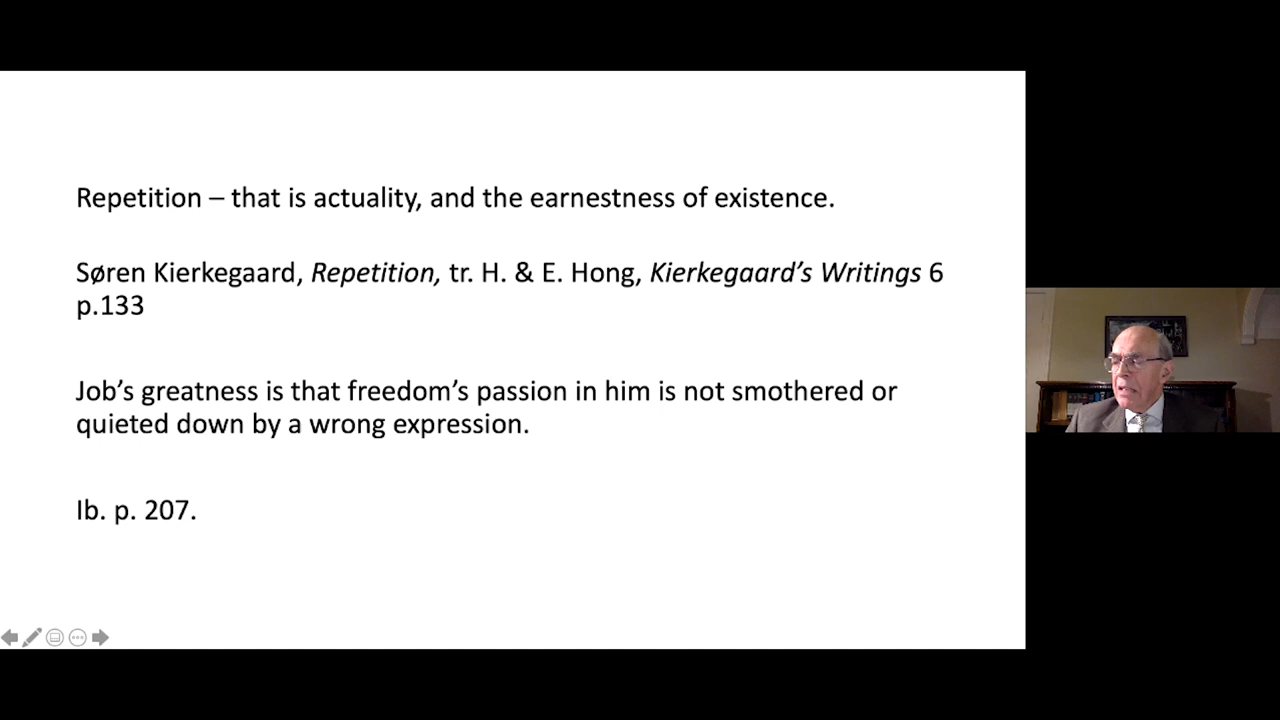 Repetition – that is actuality, and the earnestness of existence.
Søren Kierkegaard, Repetition, tr. H. & E. Hong, Kierkegaard’s Writings 6
p.133
Job’s greatness is that freedom’s passion in him is not smothered or
quieted down by a wrong expression.
Ib. p. 207.